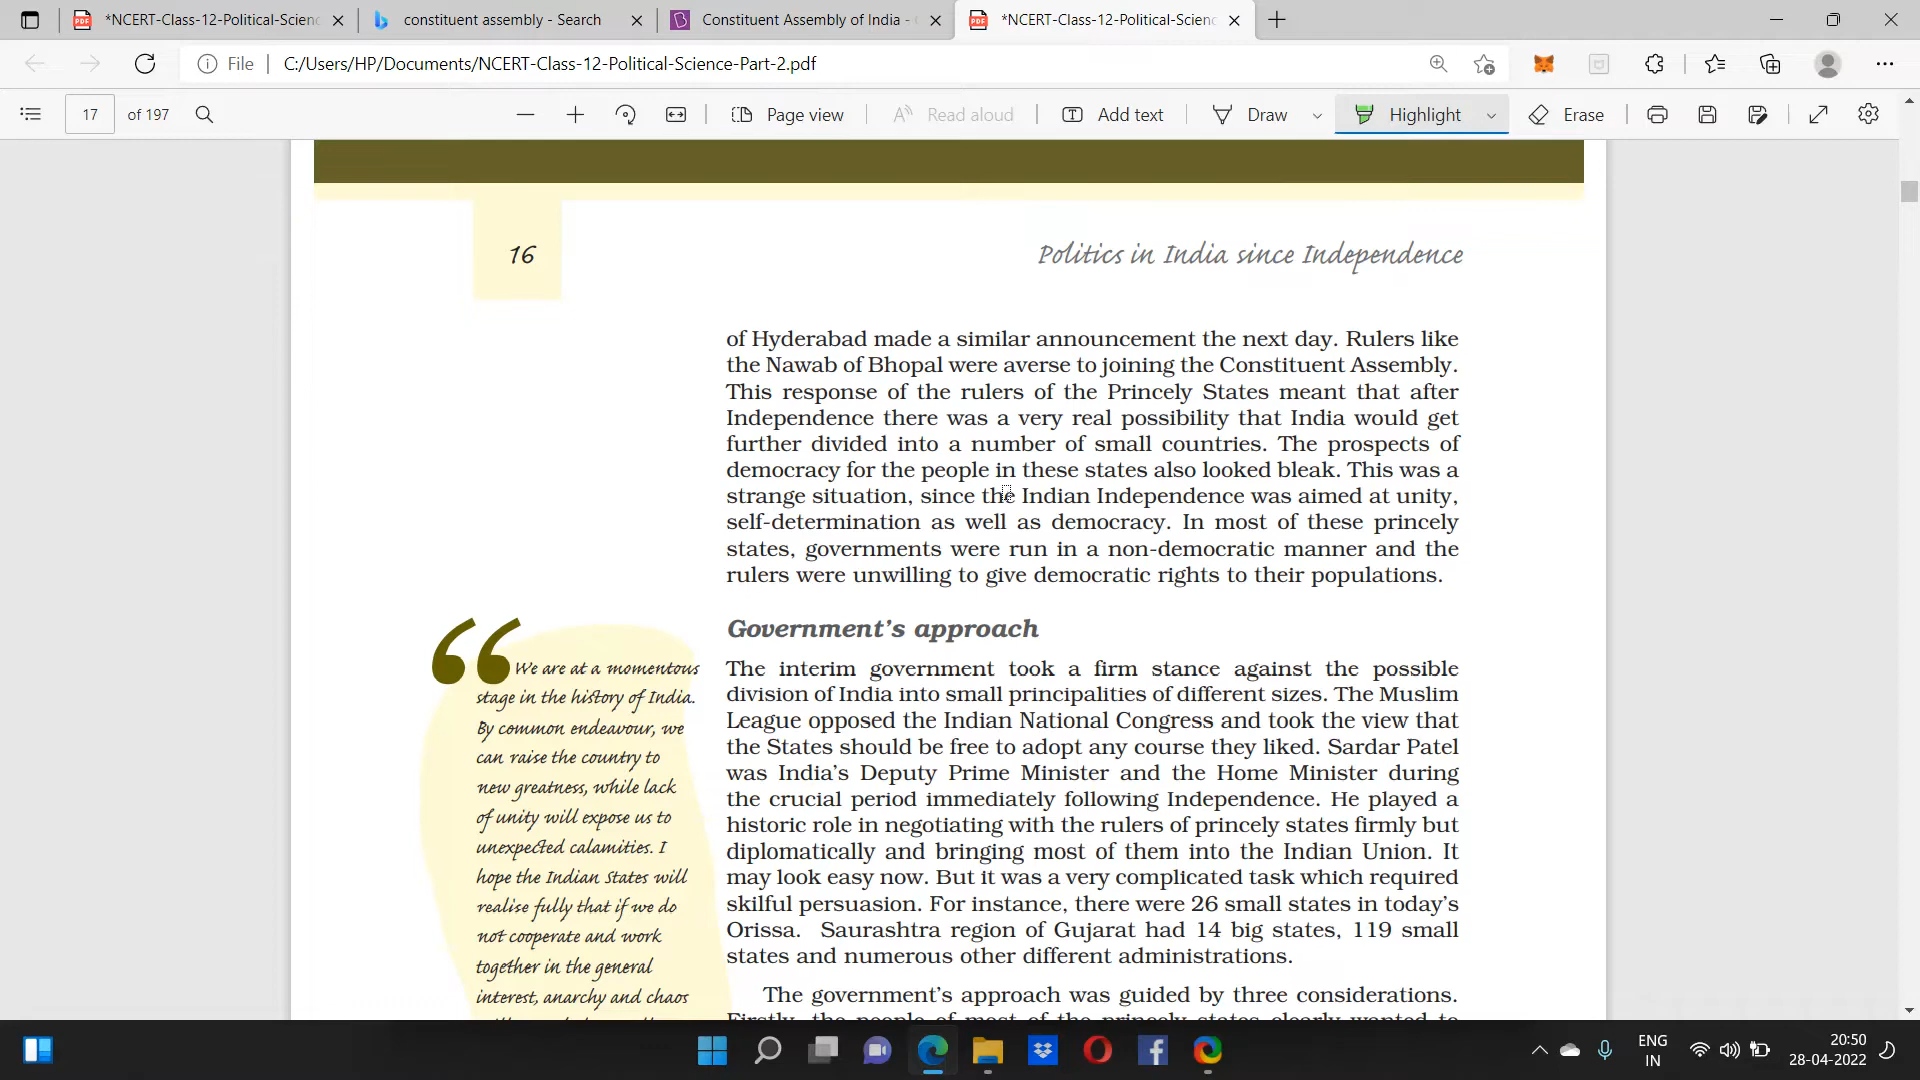 *NCERT-Class-12-Political-Scienc
constituent assembly - Search
Constituent Assembly of India -
*NCERT-Class-12-Political-Scienc
File
C:/Users/HP/Documents/NCERT-Class-12-Political-Science-Part-2.pdf
17 of 197
Page view
Read aloud
Add text
Draw
Highlight
Erase
16
Politics in India since Independence
of Hyderabad made a similar announcement the next day. Rulers like
the Nawab of Bhopal were averse to joining the Constituent Assembly.
This response of the rulers of the Princely States meant that after
Independence there was a very real possibility that India would get
further divided into a number of small countries. The prospects of
democracy for the people in these states also looked bleak. This was a
strange situation, since the Indian Independence was aimed at unity,
self-determination as well as democracy. In most of these princely
states, governments were run in a non-democratic manner and the
rulers were unwilling to give democratic rights to their populations.
Government's approach
The interim government took a firm stance against the possible
division of India into small principalities of different sizes. The Muslim
League opposed the Indian National Congress and took the view that
the States should be free to adopt any course they liked. Sardar Patel
was India's Deputy Prime Minister and the Home Minister during
the crucial period immediately following Independence. He played a
historic role in negotiating with the rulers of princely states firmly but
diplomatically and bringing most of them into the Indian Union. It
may look easy now. But it was a very complicated task which required
skilful persuasion. For instance, there were 26 small states in today's
Orissa. Saurashtra region of Gujarat had 14 big states, 119 small
states and numerous other different administrations.
The government's approach was guided by three considerations.
Firstly, the people of most of the princely states clearly wanted to
“We are at a momentous
stage in the history of India.
By common endeavour, we
can raise the country to
new greatness, while lack
of unity will expose us to
unexpected calamities. I
hope the Indian States will
realise fully that if we do
not cooperate and work
together in the general
interest, anarchy and chaos
ENG
IN
20:50
28-04-2022